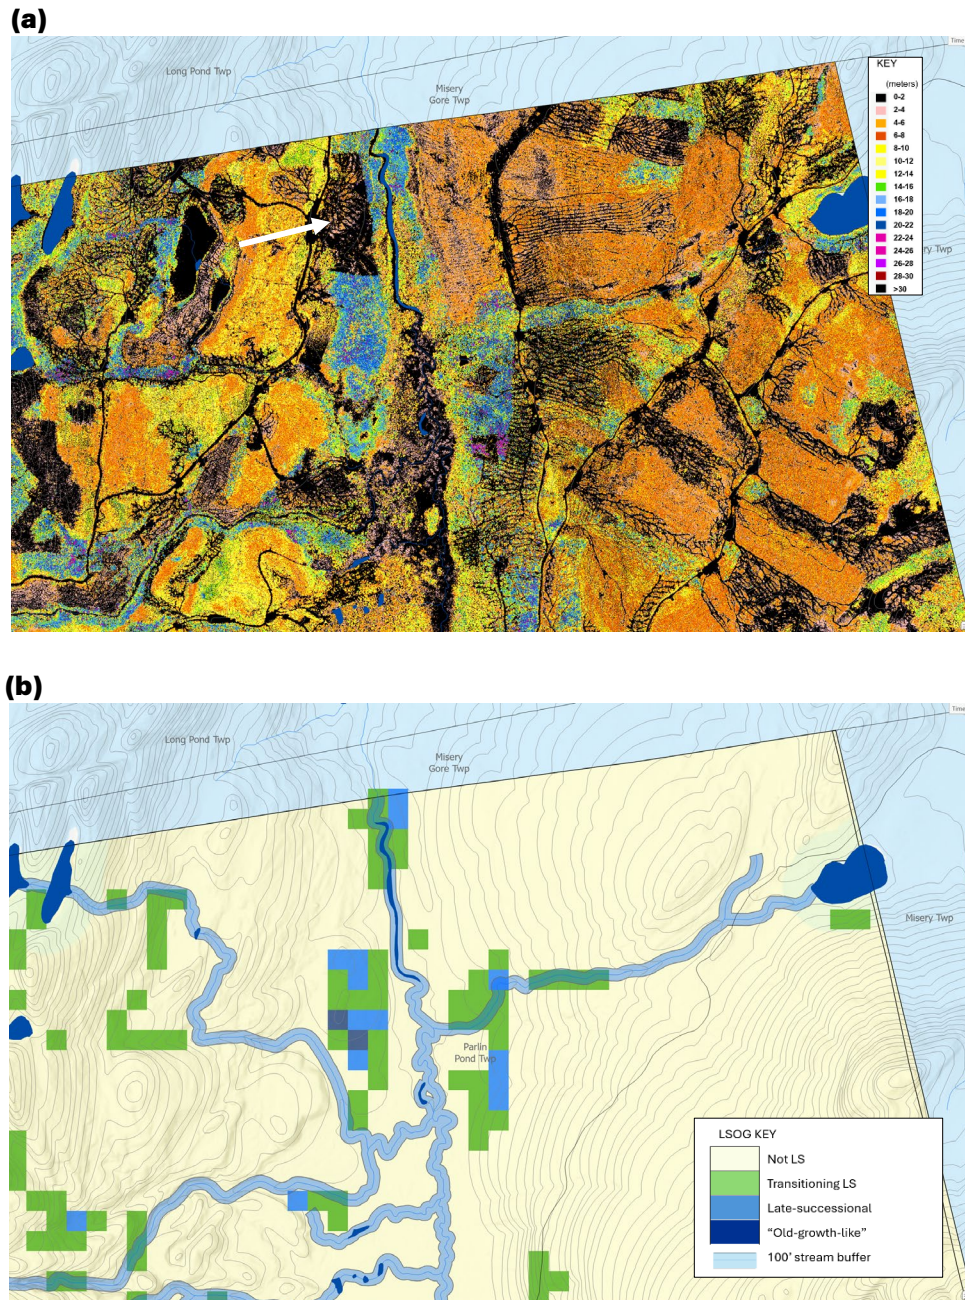 (a)
Time
Long Pond Twp
Misery
Gore Twp
KEY
(meters)
0-2
2-4
4-6
6-8
8-10
10-12
12-14
14-16
16-18
18-20
20-22
22-24
24-26
26-28
28-30
>30
ry Twp
(b)
Time
Long Pond Twp
Misery
Gore Twp
Misery Twp
Parlin
Pond Twp
LSOG KEY
Not LS
Transitioning LS
Late-successional
“Old-growth-like”
100’ stream buffer